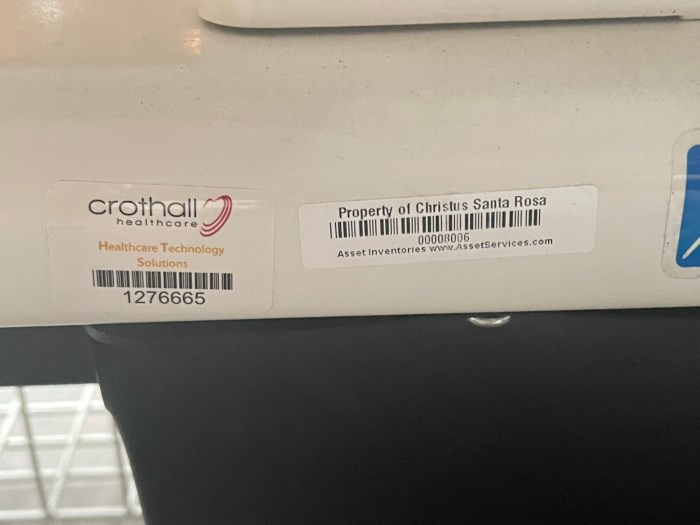 crothall
healthcare
Healthcare Technology
Solutions
1276665
Property of Christus Santa Rosa
00008006
Asset Inventories www.AssetServices.com